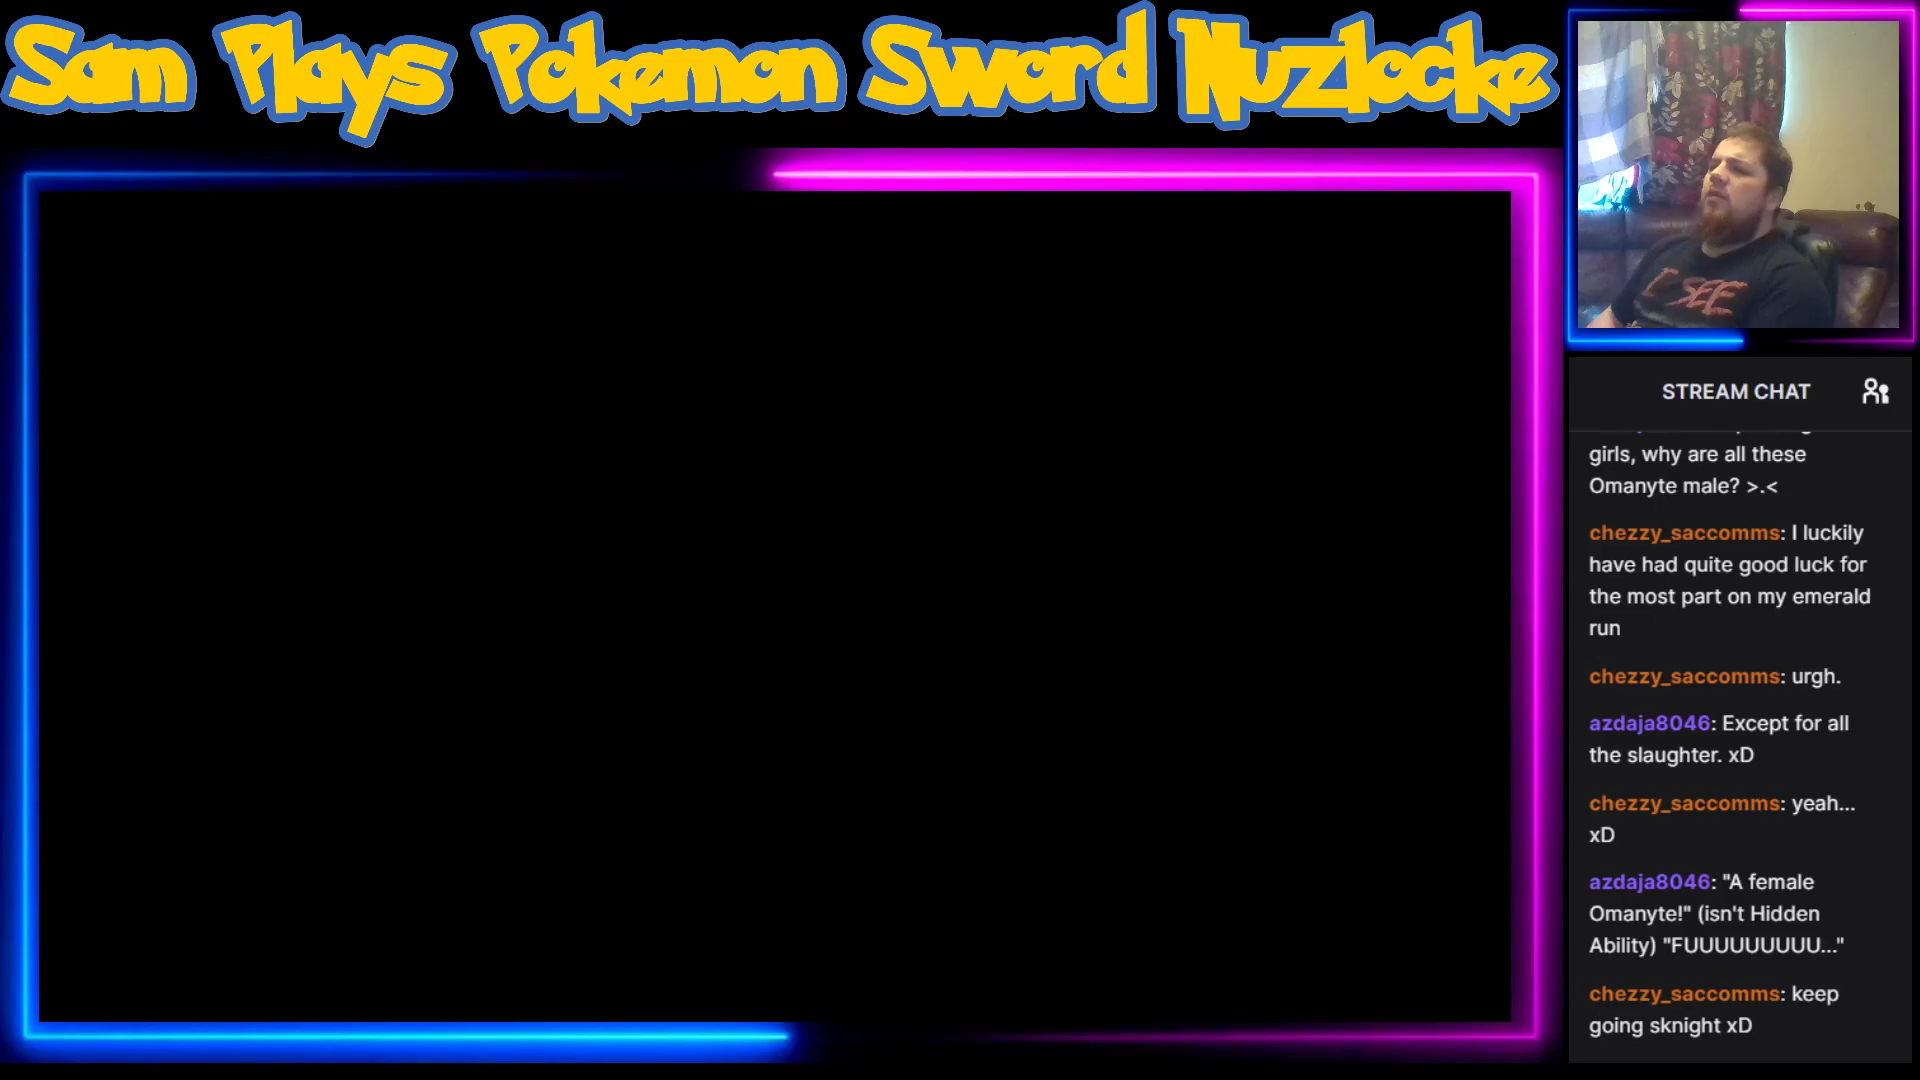 Sam Plays Pokemon Sword Nuzlocke
I SEE
STREAM CHAT
girls, why are all these
Omanyte male? >.<
chezzy_saccomms: I luckily
have had quite good luck for
the most part on my emerald
run
chezzy_saccomms: urgh.
azdaja8046: Except for all
the slaughter. xD
chezzy_saccomms: yeah...
xD
azdaja8046: "A female
Omanyte!" (isn't Hidden
Ability) "FUUUUUUUUU..."
chezzy_saccomms: keep
going sknight xD